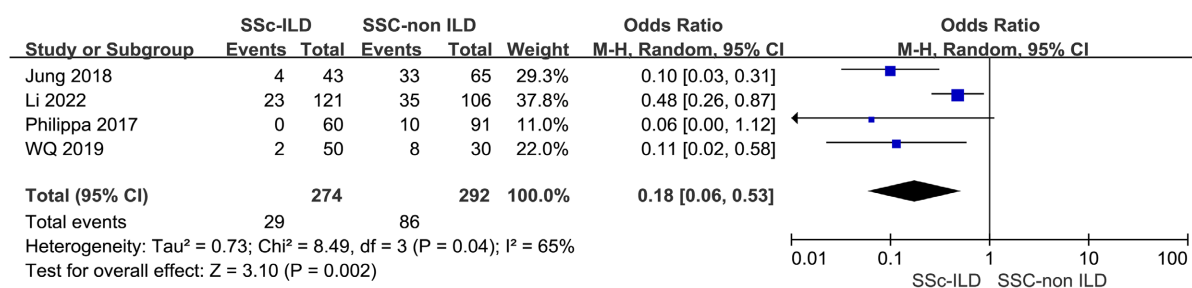 SSc-ILD SSC-non ILD Odds Ratio Odds Ratio
Study or Subgroup Events Total Events Total Weight M-H, Random, 95% CI M-H, Random, 95% CI
Jung 2018 4 43 33 65 29.3% 0.10 [0.03, 0.31]
Li 2022 23 121 35 106 37.8% 0.48 [0.26, 0.87]
Philippa 2017 0 60 10 91 11.0% 0.06 [0.00, 1.12]
WQ 2019 2 50 8 30 22.0% 0.11 [0.02, 0.58]
Total (95% CI) 274 292 100.0% 0.18 [0.06, 0.53]
Total events 29 86
Heterogeneity: Tau² = 0.73; Chi² = 8.49, df = 3 (P = 0.04); I² = 65%
Test for overall effect: Z = 3.10 (P = 0.002)
0.01 0.1 1 10 100
SSc-ILD SSC-non ILD